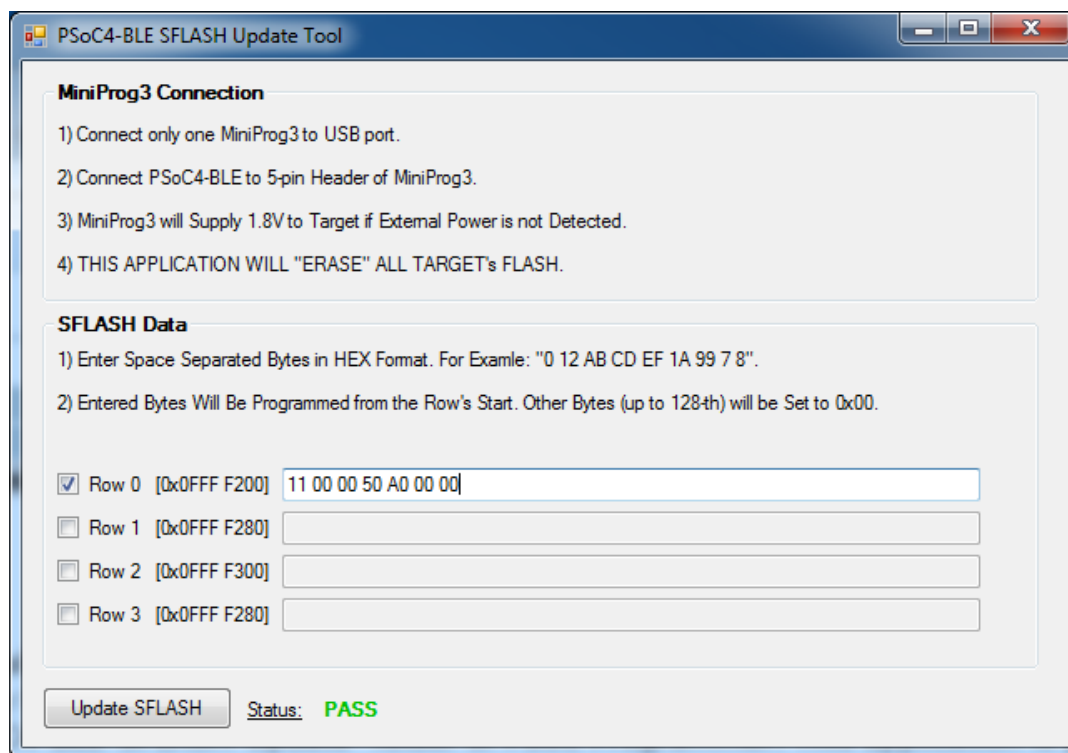 PSoC4-BLE SFLASH Update Tool
MiniProg3 Connection
1) Connect only one MiniProg3 to USB port.
2) Connect PSoC4-BLE to 5-pin Header of MiniProg3.
3) MiniProg3 will Supply 1.8V to Target if External Power is not Detected.
4) THIS APPLICATION WILL "ERASE" ALL TARGET's FLASH.
SFLASH Data
1) Enter Space Separated Bytes in HEX Format. For Examle: "0 12 AB CD EF 1A 99 7 8".
2) Entered Bytes Will Be Programmed from the Row's Start. Other Bytes (up to 128-th) will be Set to 0x00.
Row 0 [0x0FFF F200] 11 00 00 50 A0 00 00
Row 1 [0x0FFF F280]
Row 2 [0x0FFF F300]
Row 3 [0x0FFF F280]
Update SFLASH Status: PASS